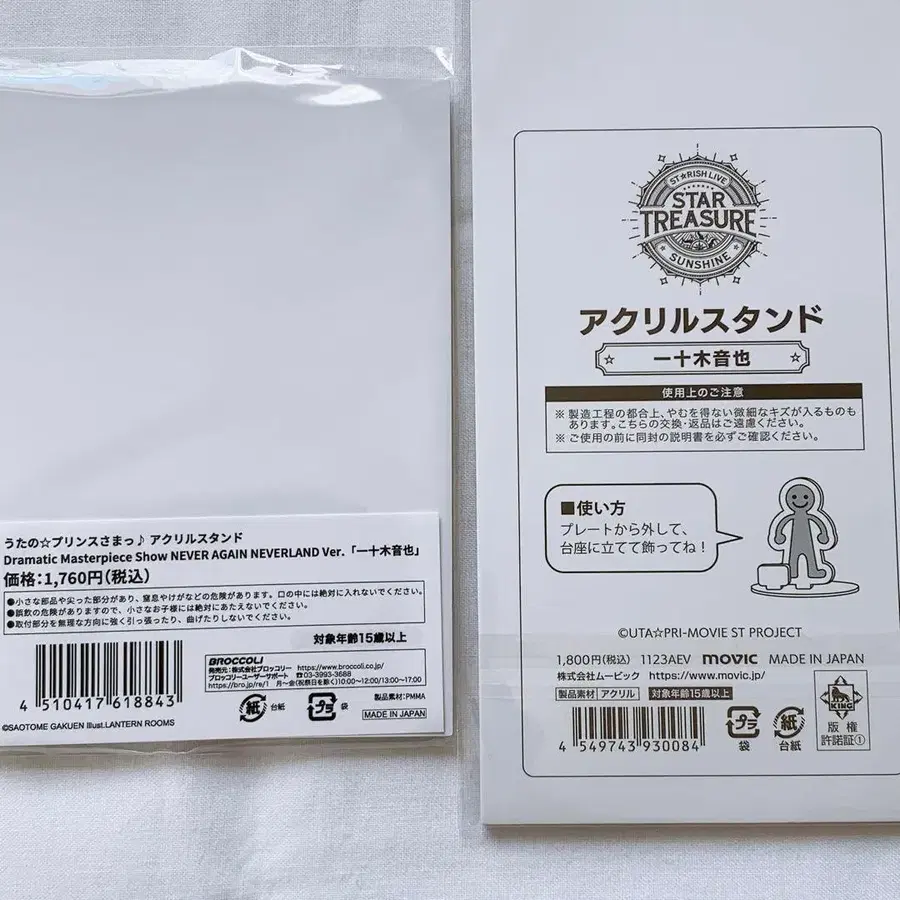 うたの☆プリンスさまっ♪ アクリルスタンド
Dramatic Masterpiece Show NEVER AGAIN NEVERLAND Ver.「一十木音也」
価格:1,760円(税込)
●小さな部品や尖った部分があり、窒息やけがなどの危険があります。口の中には絶対に入れないでください。
●誤飲の危険がありますので、小さなお子様には絶対にあたえないでください。
●取付部分を無理な方向に強く引っ張ったり、曲げたりしないでください。
対象年齢15歳以上
BROCCOLI
発売元:株式会社ブロッコリー https://www.broccoli.co.jp/
ブロッコリーユーザーサポート ☎03-3993-3688
https://bro.jp/re/1 月〜金(祝祭日を除く)10:00〜12:00/13:00〜17:00
4 510417 618843
台紙
プラ
袋
製品素材:PMMA
MADE IN JAPAN
©SAOTOME GAKUEN Illust.LANTERN ROOMS
ST☆RISH LIVE
STAR
TREASURE
SUNSHINE
アクリルスタンド
☆ 一十木音也 ☆
使用上のご注意
※ 製造工程の都合上、やむを得ない微細なキズが入るものも
あります。こちらの交換・返品はご遠慮ください。
※ ご使用の前に同封の説明書を必ずご確認ください。
■使い方
プレートから外して、
台座に立てて飾ってね!
©UTA☆PRI-MOVIE ST PROJECT
1,800円(税込) 1123AEV movic MADE IN JAPAN
株式会社ムービック https://www.movic.jp/
製品素材 アクリル 対象年齢15歳以上
4 549743 930084
プラ
袋
紙
台紙
KING
版権
許諾証①